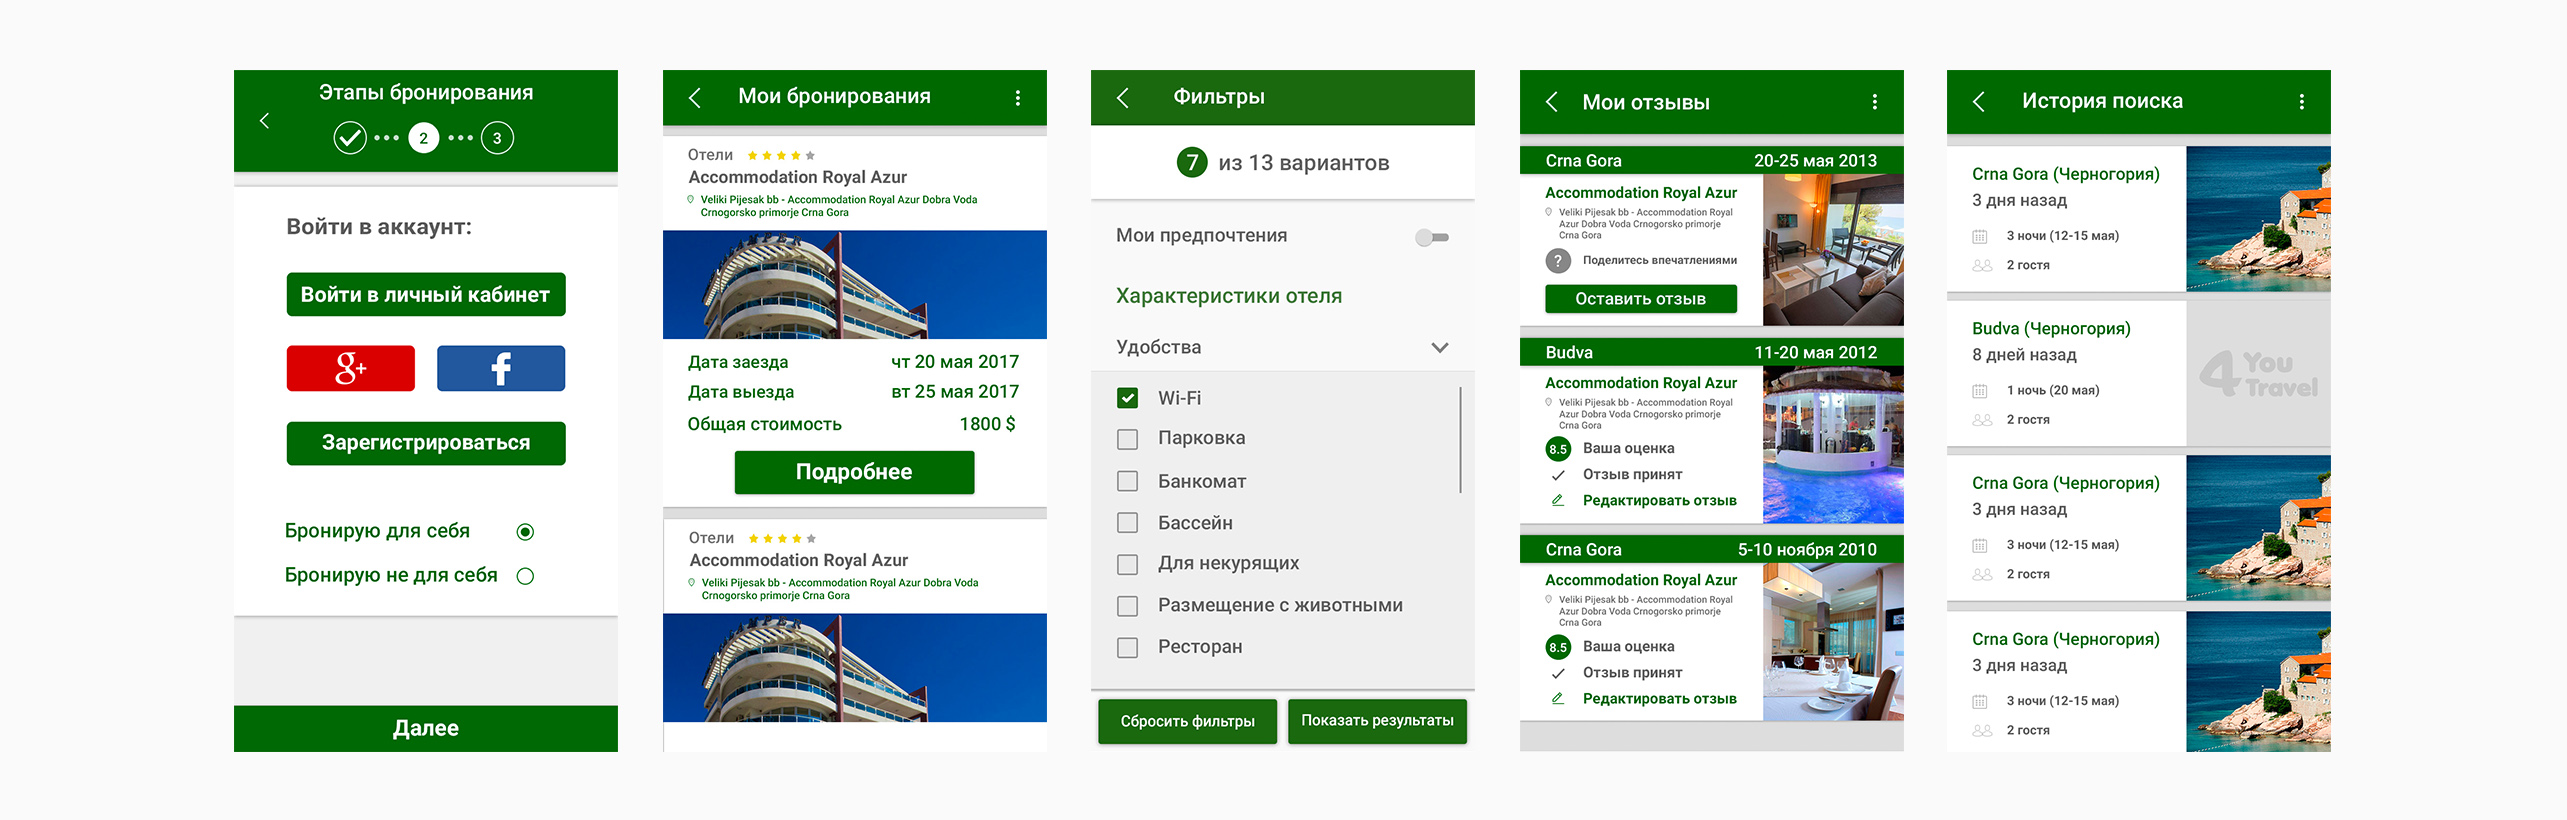 Этапы бронирования
2
3
Войти в аккаунт:
Войти в личный кабинет
g+
f
Зарегистрироваться
Бронирую для себя
Бронирую не для себя
Далее
Мои бронирования
Отели
Accommodation Royal Azur
Veliki Pijesak bb - Accommodation Royal Azur Dobra Voda
Crnogorsko primorje Crna Gora
Дата заезда чт 20 мая 2017
Дата выезда вт 25 мая 2017
Общая стоимость 1800 $
Подробнее
Отели
Accommodation Royal Azur
Veliki Pijesak bb - Accommodation Royal Azur Dobra Voda
Crnogorsko primorje Crna Gora
Фильтры
7 из 13 вариантов
Мои предпочтения
Характеристики отеля
Удобства
Wi-Fi
Парковка
Банкомат
Бассейн
Для некурящих
Размещение с животными
Ресторан
Сбросить фильтры
Показать результаты
Мои отзывы
Crna Gora 20-25 мая 2013
Accommodation Royal Azur
Veliki Pijesak bb - Accommodation Royal
Azur Dobra Voda Crnogorsko primorje
Crna Gora
? Поделитесь впечатлениями
Оставить отзыв
Budva 11-20 мая 2012
Accommodation Royal Azur
Veliki Pijesak bb - Accommodation Royal
Azur Dobra Voda Crnogorsko primorje
Crna Gora
8.5 Ваша оценка
Отзыв принят
Редактировать отзыв
Crna Gora 5-10 ноября 2010
Accommodation Royal Azur
Veliki Pijesak bb - Accommodation Royal
Azur Dobra Voda Crnogorsko primorje
Crna Gora
8.5 Ваша оценка
Отзыв принят
Редактировать отзыв
История поиска
Crna Gora (Черногория)
3 дня назад
3 ночи (12-15 мая)
2 гостя
Budva (Черногория)
8 дней назад
1 ночь (20 мая)
2 гостя
4 You
Travel
Crna Gora (Черногория)
3 дня назад
3 ночи (12-15 мая)
2 гостя
Crna Gora (Черногория)
3 дня назад
3 ночи (12-15 мая)
2 гостя